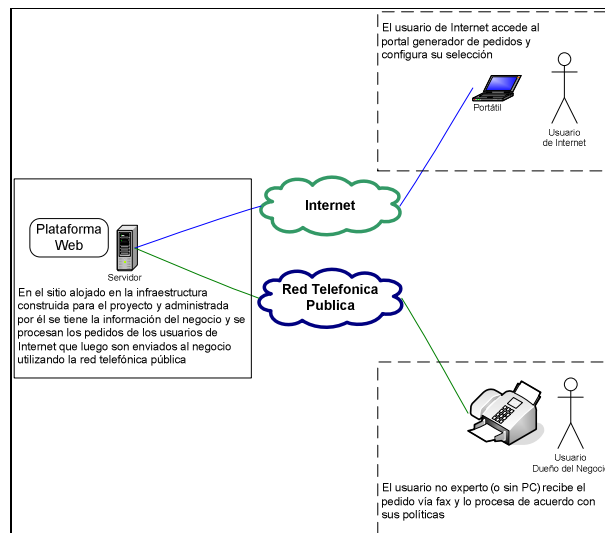 El usuario de Internet accede al
portal generador de pedidos y
configura su selección
Portátil
Usuario
de Internet
Internet
Plataforma
Web
Servidor
En el sitio alojado en la infraestructura
construida para el proyecto y administrada
por él se tiene la información del negocio y se
procesan los pedidos de los usuarios de
Internet que luego son enviados al negocio
utilizando la red telefónica pública
Red Telefonica
Publica
Usuario
Dueño del Negocio
El usuario no experto (o sin PC) recibe el
pedido vía fax y lo procesa de acuerdo con
sus políticas